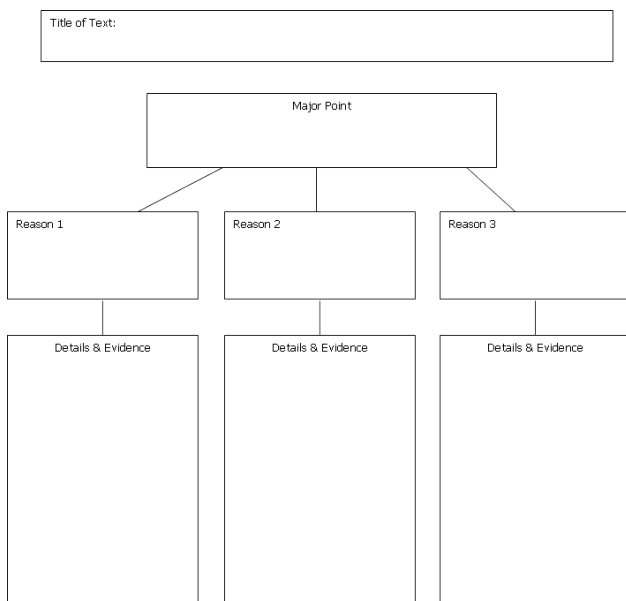 Title of Text:
Major Point
Reason 1
Reason 2
Reason 3
Details & Evidence
Details & Evidence
Details & Evidence